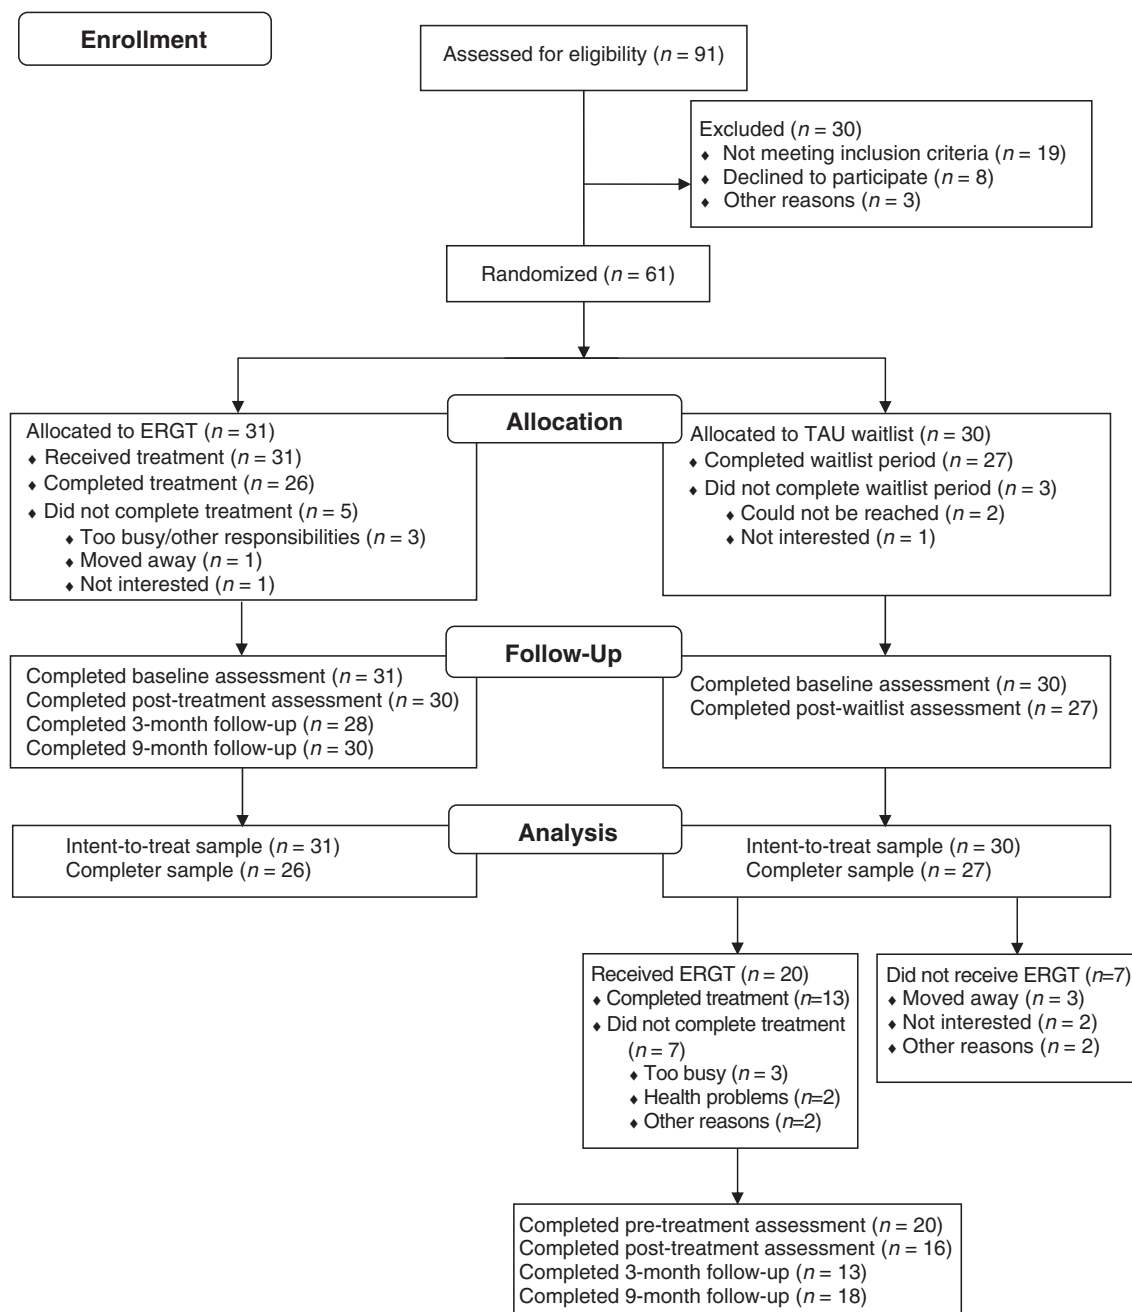 Enrollment
Assessed for eligibility (n = 91)
Excluded (n = 30)
♦ Not meeting inclusion criteria (n = 19)
♦ Declined to participate (n = 8)
♦ Other reasons (n = 3)
Randomized (n = 61)
Allocation
Allocated to ERGT (n = 31)
♦ Received treatment (n = 31)
♦ Completed treatment (n = 26)
♦ Did not complete treatment (n = 5)
♦ Too busy/other responsibilities (n = 3)
♦ Moved away (n = 1)
♦ Not interested (n = 1)
Allocated to TAU waitlist (n = 30)
♦ Completed waitlist period (n = 27)
♦ Did not complete waitlist period (n = 3)
♦ Could not be reached (n = 2)
♦ Not interested (n = 1)
Follow-Up
Completed baseline assessment (n = 31)
Completed post-treatment assessment (n = 30)
Completed 3-month follow-up (n = 28)
Completed 9-month follow-up (n = 30)
Completed baseline assessment (n = 30)
Completed post-waitlist assessment (n = 27)
Analysis
Intent-to-treat sample (n = 31)
Completer sample (n = 26)
Intent-to-treat sample (n = 30)
Completer sample (n = 27)
Received ERGT (n = 20)
♦ Completed treatment (n=13)
♦ Did not complete treatment
(n = 7)
♦ Too busy (n = 3)
♦ Health problems (n=2)
♦ Other reasons (n=2)
Did not receive ERGT (n=7)
♦ Moved away (n = 3)
♦ Not interested (n = 2)
♦ Other reasons (n = 2)
Completed pre-treatment assessment (n = 20)
Completed post-treatment assessment (n = 16)
Completed 3-month follow-up (n = 13)
Completed 9-month follow-up (n = 18)